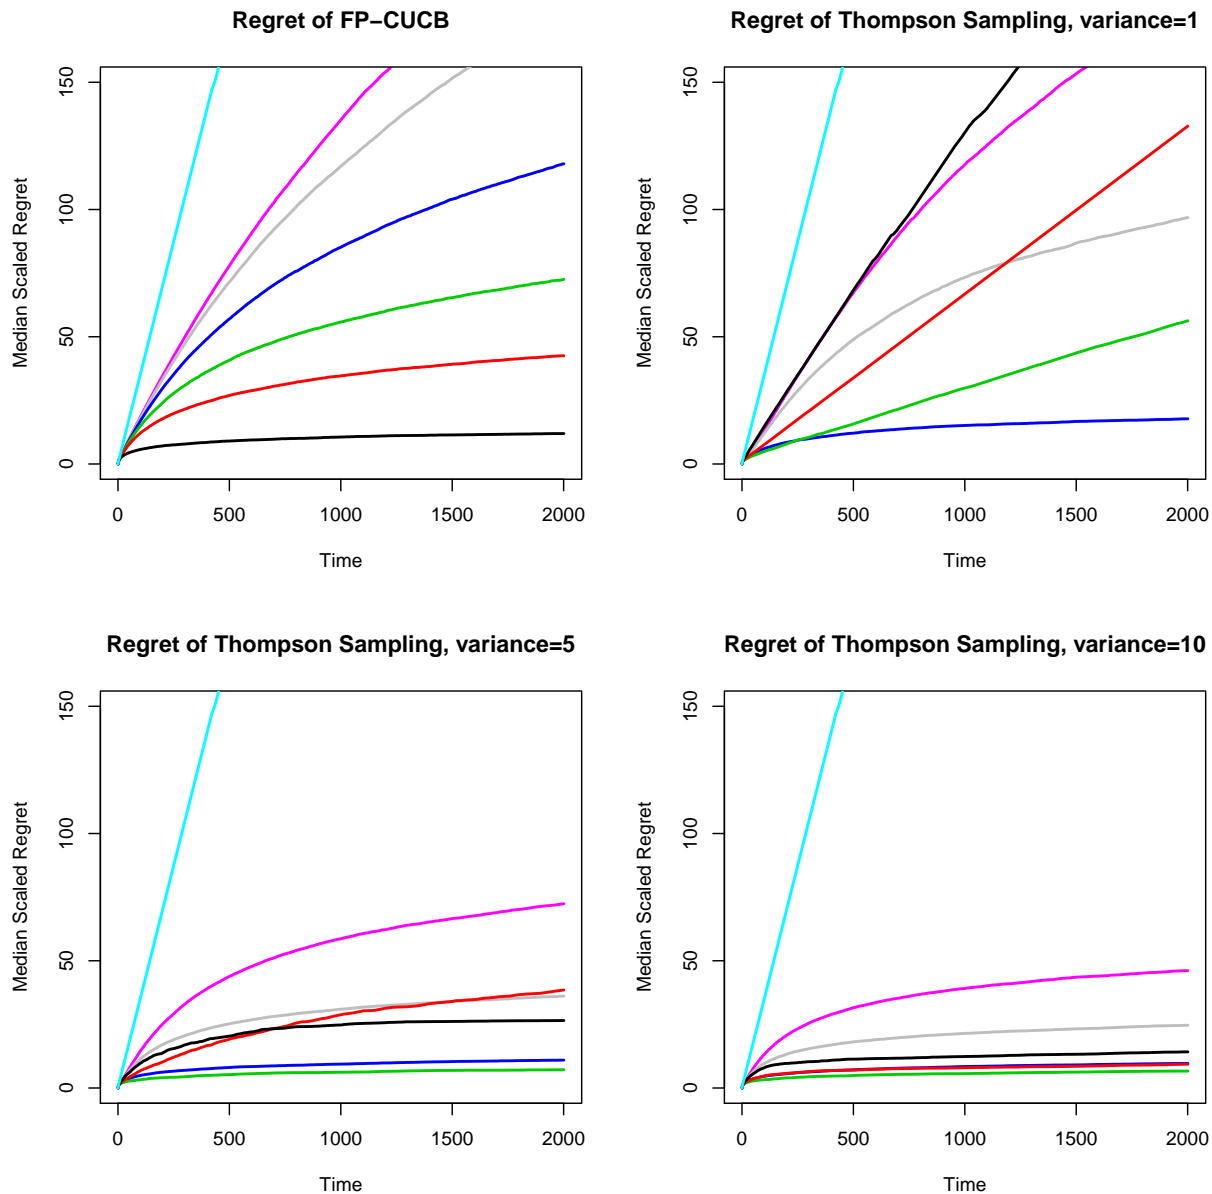 Regret of FP−CUCB
Median Scaled Regret
0
50
100
150
0 500 1000 1500 2000
Time
Regret of Thompson Sampling, variance=1
Median Scaled Regret
0
50
100
150
0 500 1000 1500 2000
Time
Regret of Thompson Sampling, variance=5
Median Scaled Regret
0
50
100
150
0 500 1000 1500 2000
Time
Regret of Thompson Sampling, variance=10
Median Scaled Regret
0
50
100
150
0 500 1000 1500 2000
Time